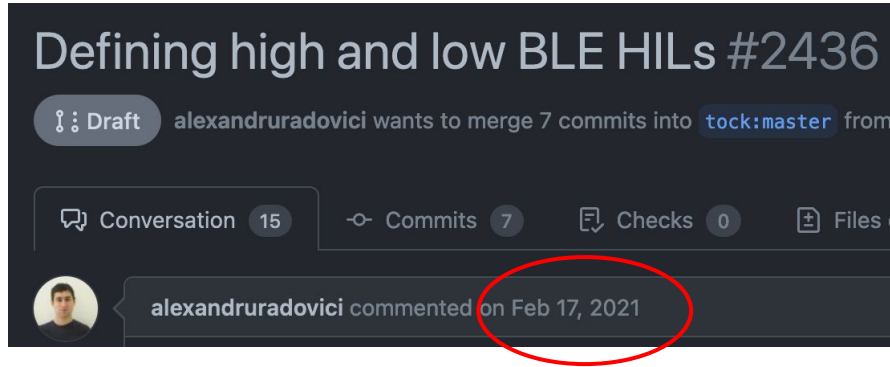 Defining high and low BLE HILs #2436
Draft alexandruradovici wants to merge 7 commits into tock:master from
Conversation 15 Commits 7 Checks 0 Files
alexandruradovici commented on Feb 17, 2021